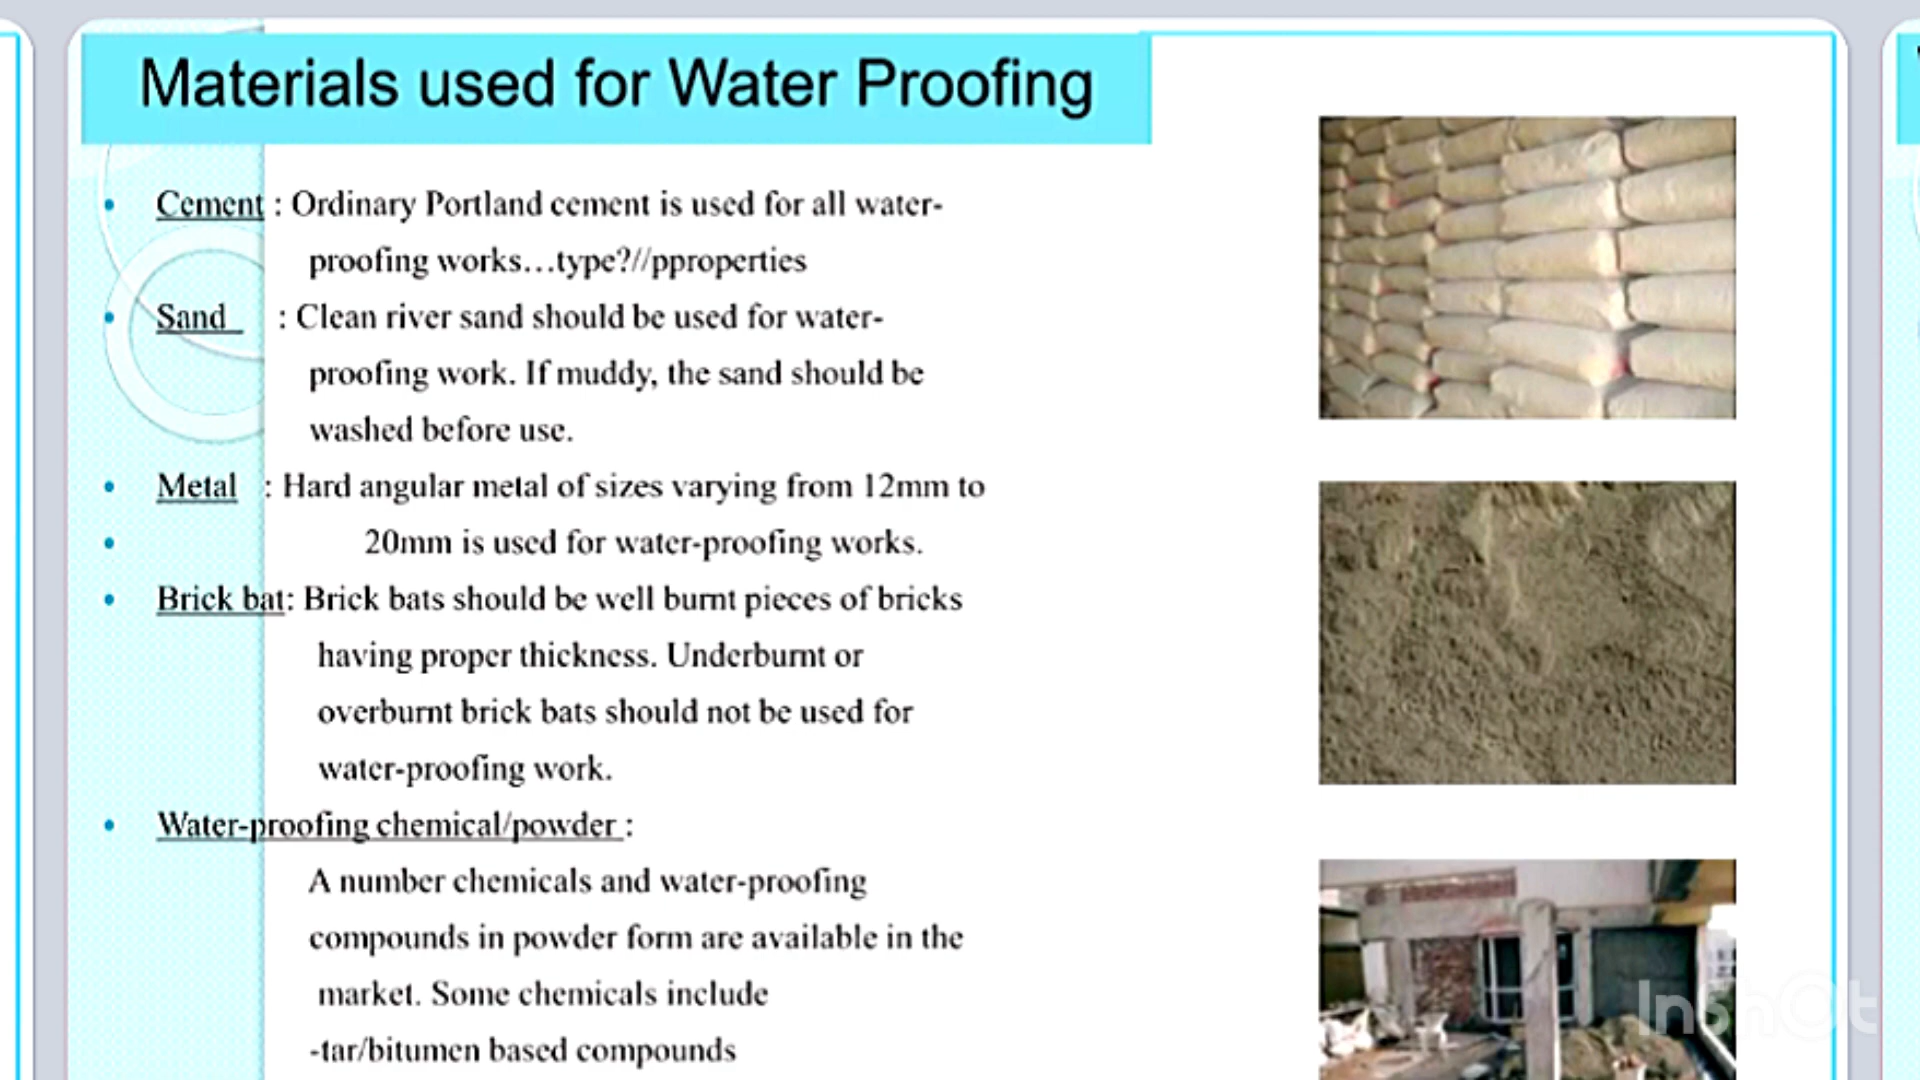 Materials used for Water Proofing
• Cement : Ordinary Portland cement is used for all water-
proofing works...type?//pproperties
• Sand : Clean river sand should be used for water-
proofing work. If muddy, the sand should be
washed before use.
• Metal : Hard angular metal of sizes varying from 12mm to
• 20mm is used for water-proofing works.
• Brick bat: Brick bats should be well burnt pieces of bricks
having proper thickness. Underburnt or
overburnt brick bats should not be used for
water-proofing work.
• Water-proofing chemical/powder :
A number chemicals and water-proofing
compounds in powder form are available in the
market. Some chemicals include
-tar/bitumen based compounds
InShOt